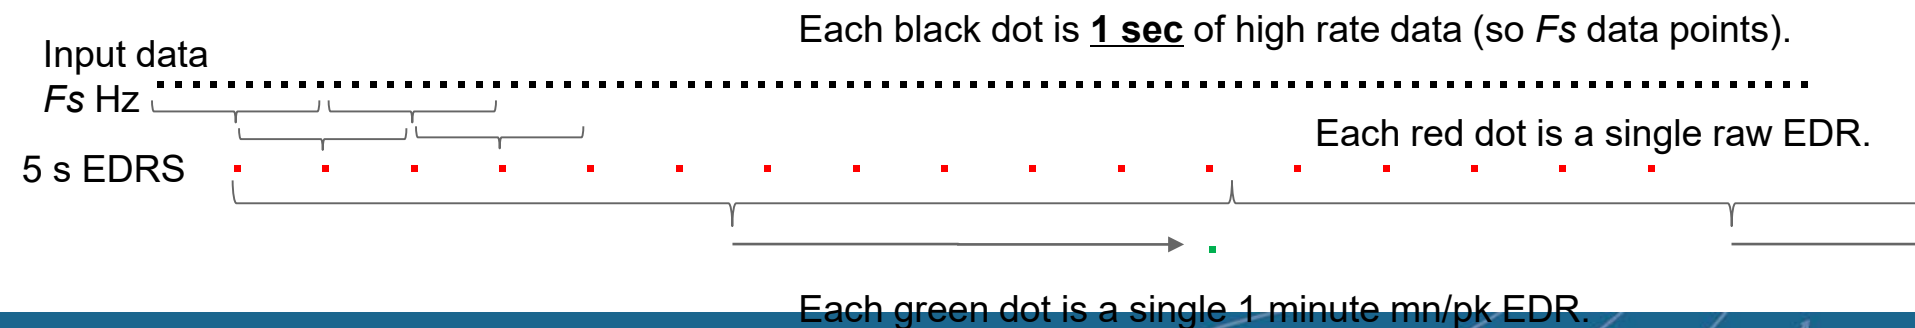 Each black dot is 1 sec of high rate data (so Fs data points).
Input data
Fs Hz
Each red dot is a single raw EDR.
5 s EDRS
Each green dot is a single 1 minute mn/pk EDR.